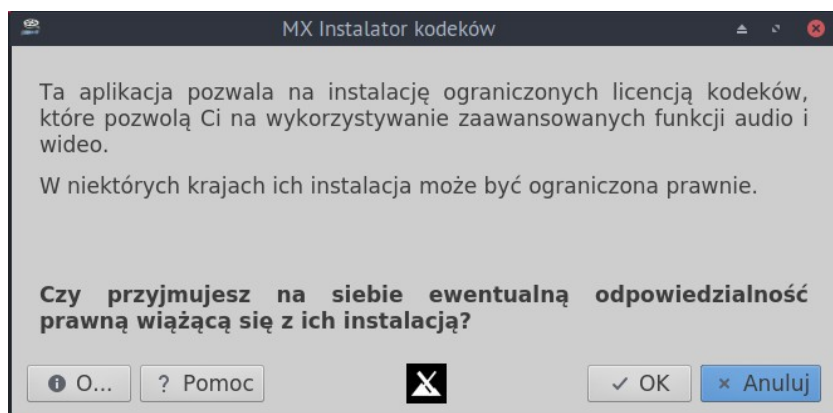 MX Instalator kodeków
Ta aplikacja pozwala na instalację ograniczonych licencją kodeków,
które pozwolą Ci na wykorzystywanie zaawansowanych funkcji audio i
wideo.
W niektórych krajach ich instalacja może być ograniczona prawnie.
Czy przyjmujesz na siebie ewentualną odpowiedzialność
prawną wiążącą się z ich instalacją?
O... ? Pomoc OK Anuluj